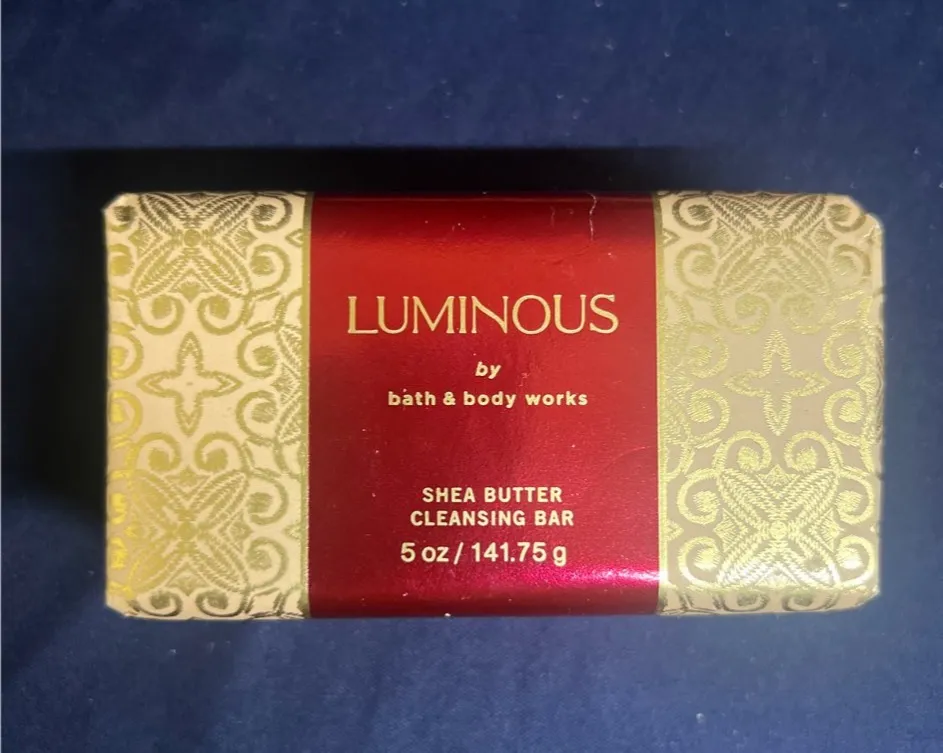 LUMINOUS
by
bath & body works
SHEA BUTTER
CLEANSING BAR
5 oz / 141.75 g